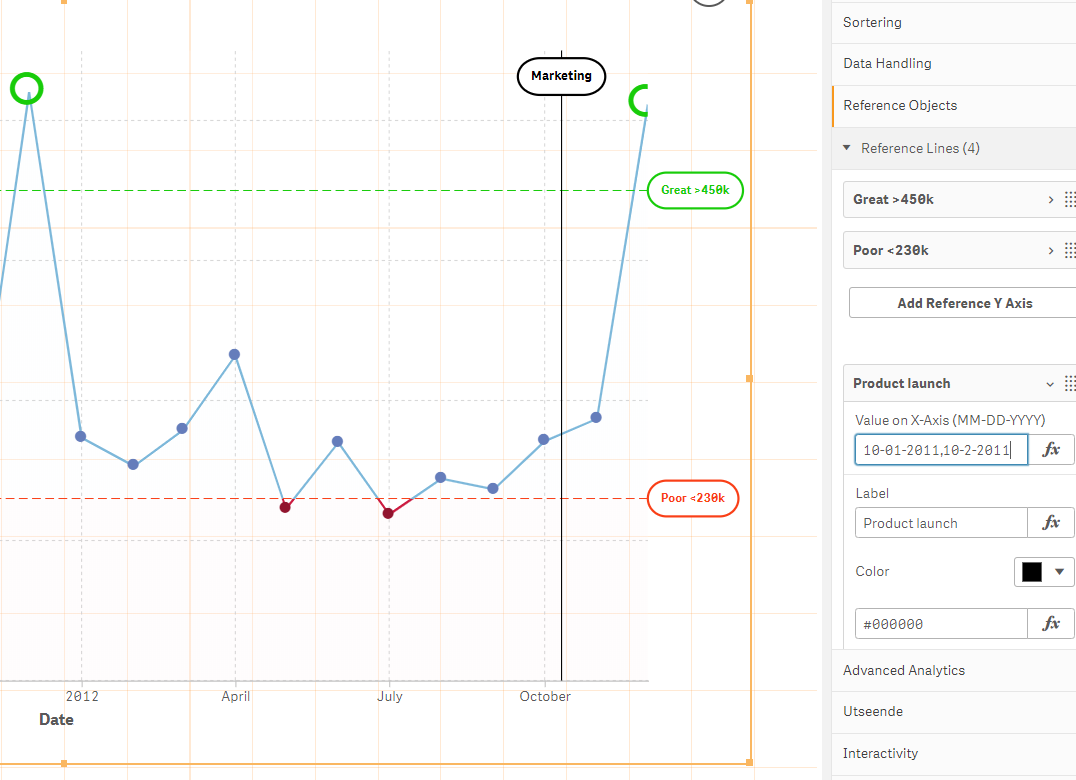 Marketing
Great >450k
Poor <230k
2012
April
July
October
Date
Sortering
Data Handling
Reference Objects
Reference Lines (4)
Great >450k
Poor <230k
Add Reference Y Axis
Product launch
Value on X-Axis (MM-DD-YYYY)
10-01-2011,10-2-2011
fx
Label
Product launch
fx
Color
#000000
fx
Advanced Analytics
Utseende
Interactivity